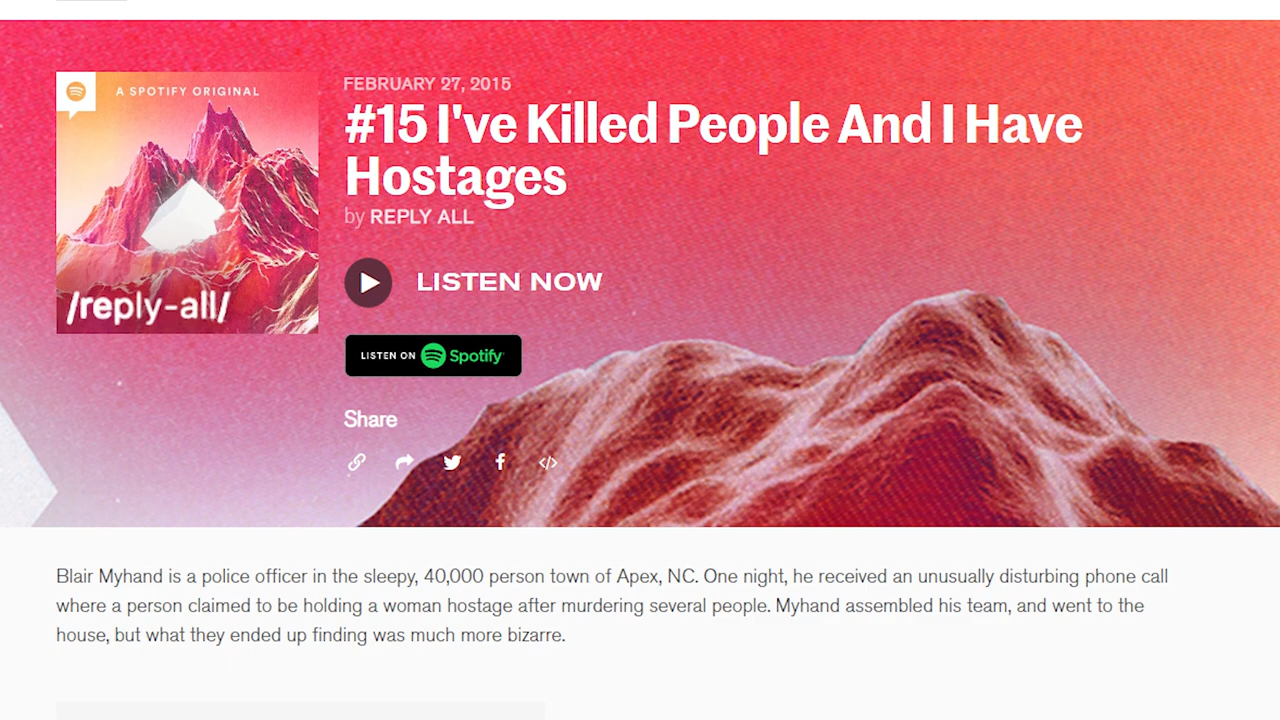 A SPOTIFY ORIGINAL
/reply-all/
FEBRUARY 27, 2015
#15 I've Killed People And I Have
Hostages
by REPLY ALL
LISTEN NOW
LISTEN ON Spotify
Share
Blair Myhand is a police officer in the sleepy, 40,000 person town of Apex, NC. One night, he received an unusually disturbing phone call
where a person claimed to be holding a woman hostage after murdering several people. Myhand assembled his team, and went to the
house, but what they ended up finding was much more bizarre.